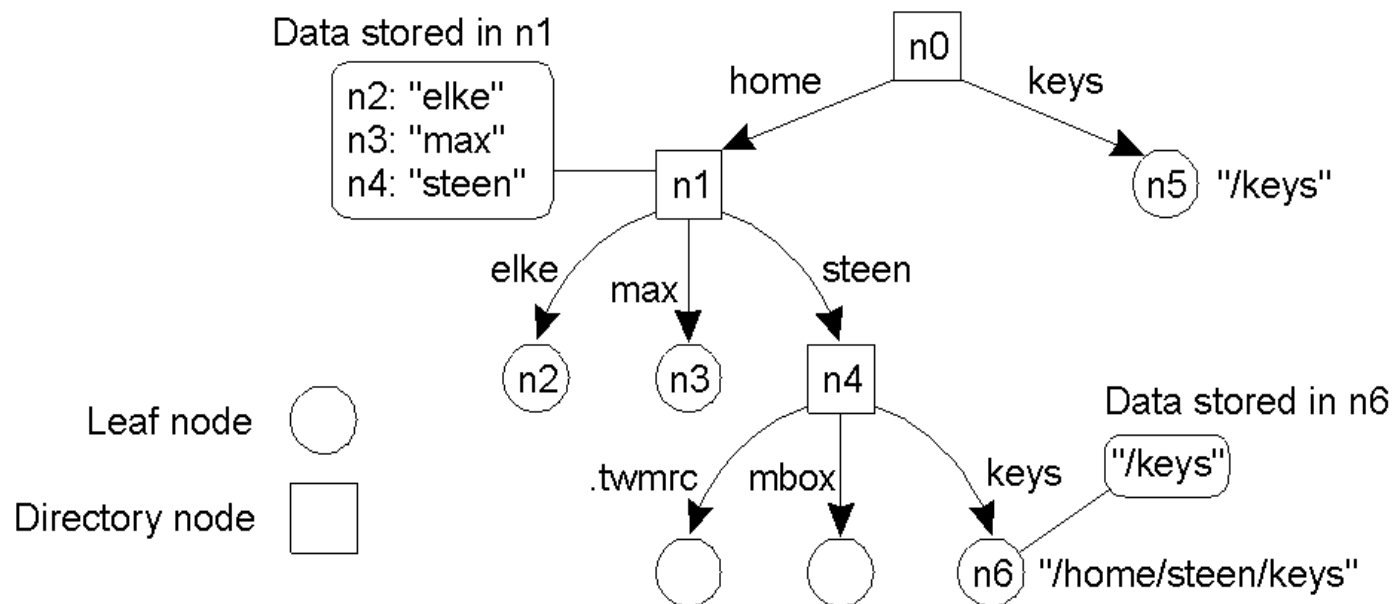 Data stored in n1
n0
n2: "elke"
n3: "max"
n4: "steen"
home
keys
n1
n5
"/keys"
elke
max
steen
n2
n3
n4
Leaf node
Data stored in n6
"/keys"
.twmrc
mbox
keys
Directory node
n6
"/home/steen/keys"